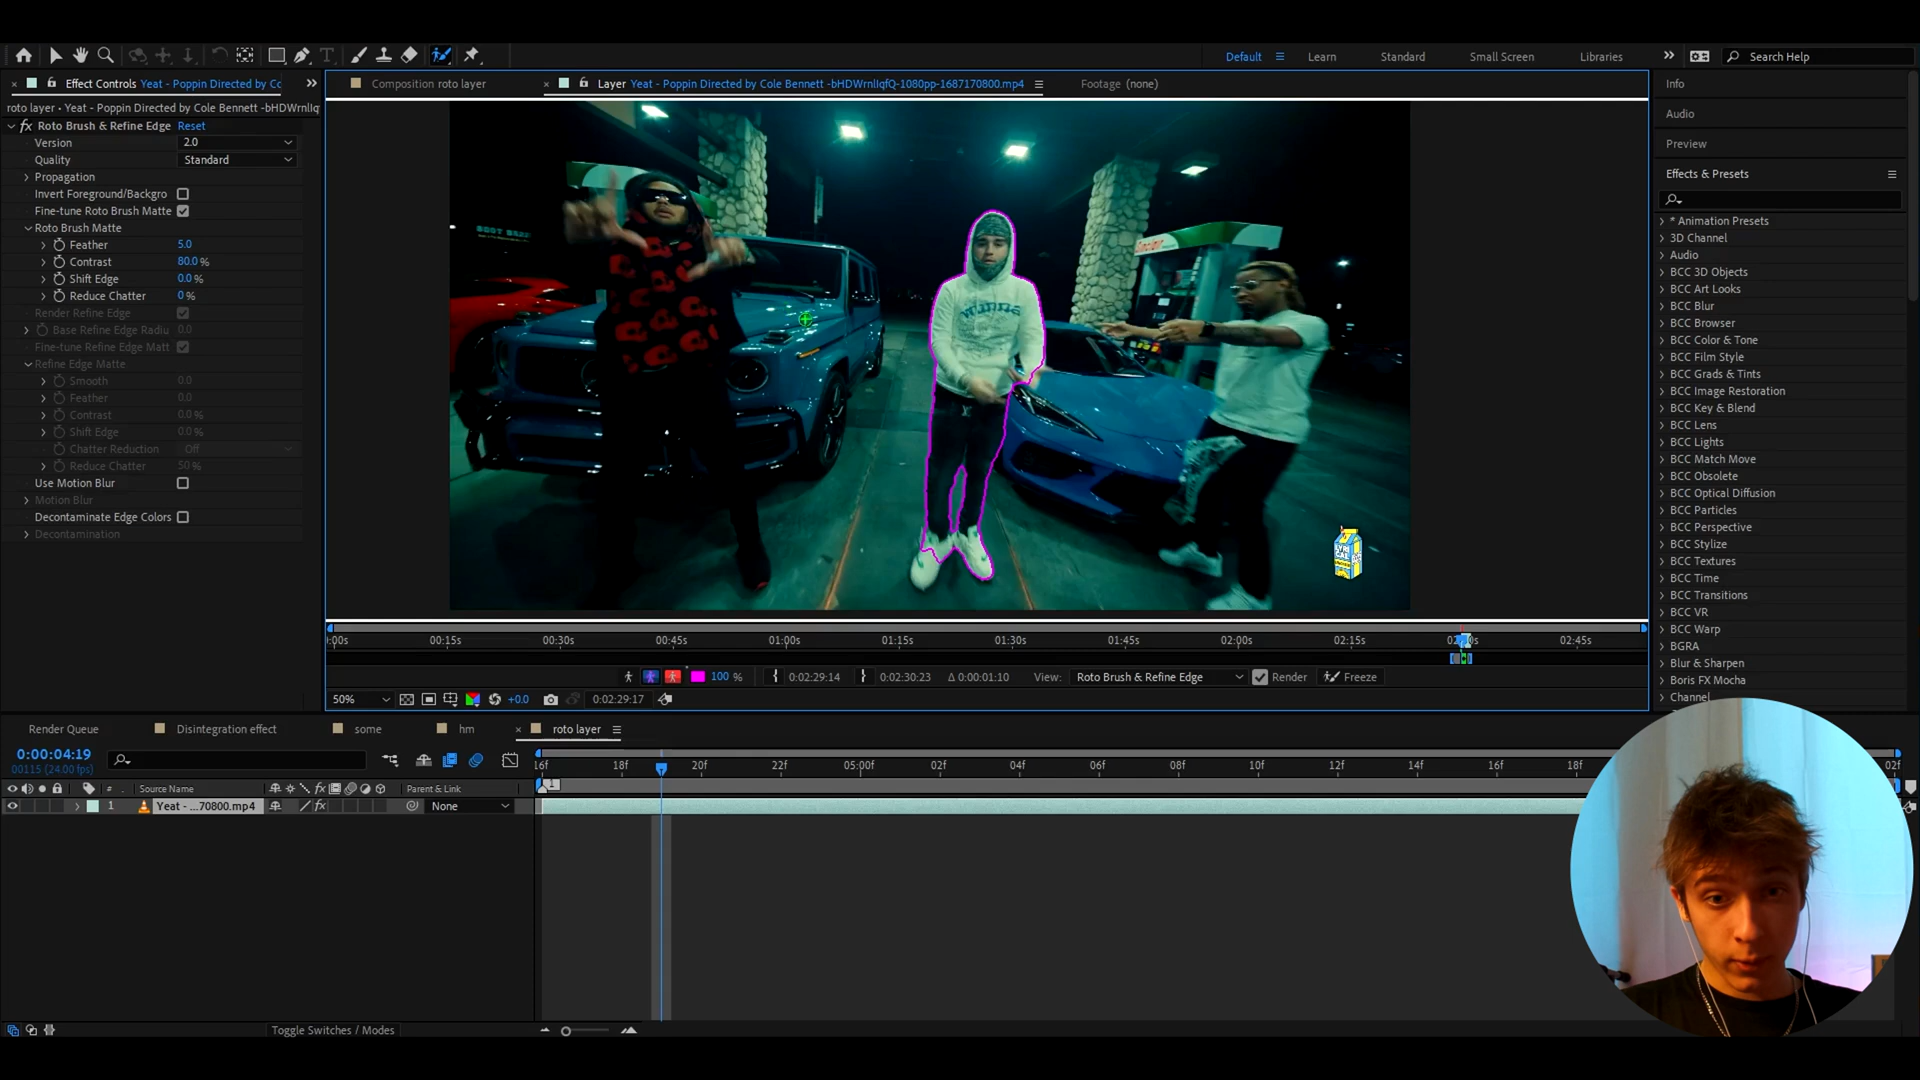 Default
Learn
Standard
Small Screen
Libraries
Search Help
Effect Controls Yeat - Poppin Directed by Cc
Composition roto layer
Layer Yeat - Poppin Directed by Cole Bennett -bHDWrnlIqfQ-1080pp-1687170800.mp4
Footage (none)
Info
roto layer • Yeat - Poppin Directed by Cole Bennett -bHDWrnlIq
Audio
fx Roto Brush & Refine Edge Reset
Version 2.0
Preview
Quality Standard
Propagation
Effects & Presets
Invert Foreground/Backgro
Fine-tune Roto Brush Matte
Roto Brush Matte
Feather 5.0
Contrast 80.0 %
Shift Edge 0.0 %
Reduce Chatter 0 %
Render Refine Edge
Base Refine Edge Radiu 0.0
Fine-tune Refine Edge Matt
Refine Edge Matte
Smooth 0.0
Feather 0.0
Contrast 0.0 %
Shift Edge 0.0 %
Chatter Reduction Off
Reduce Chatter 50 %
Use Motion Blur
Motion Blur
Decontaminate Edge Colors
Decontamination
* Animation Presets
3D Channel
Audio
BCC 3D Objects
BCC Art Looks
BCC Blur
BCC Browser
BCC Color & Tone
BCC Film Style
BCC Grads & Tints
BCC Image Restoration
BCC Key & Blend
BCC Lens
BCC Lights
BCC Match Move
BCC Obsolete
BCC Optical Diffusion
BCC Particles
BCC Perspective
BCC Stylize
BCC Textures
BCC Time
BCC Transitions
BCC VR
BCC Warp
BGRA
Blur & Sharpen
Boris FX Mocha
Channel
LYRICAL
:00s 00:15s 00:30s 00:45s 01:00s 01:15s 01:30s 01:45s 02:00s 02:15s 02:30s 02:45s
100 % 0:02:29:14 0:02:30:23 Δ 0:00:01:10 View: Roto Brush & Refine Edge Render Freeze
50% +0.0 0:02:29:17
Render Queue
Disintegration effect
some
hm
roto layer
0:00:04:19
00115 (24.00 fps)
16f 18f 20f 22f 05:00f 02f 04f 06f 08f 10f 12f 14f 16f 18f 02f
# Source Name fx Parent & Link
1
1 Yeat - ...70800.mp4 fx None
Toggle Switches / Modes